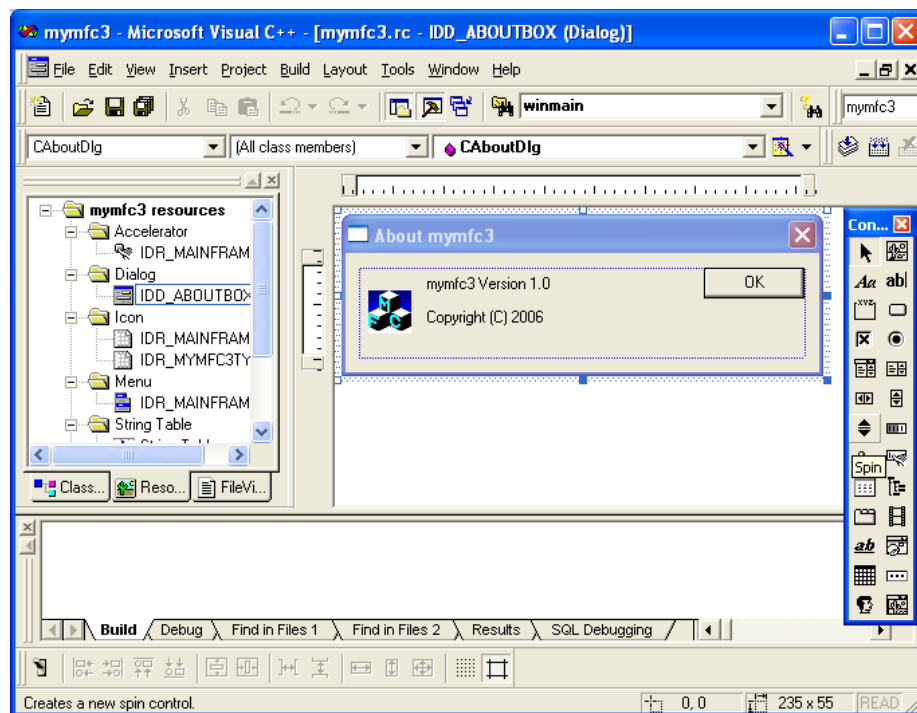 mymfc3 - Microsoft Visual C++ - [mymfc3.rc - IDD_ABOUTBOX (Dialog)]
File Edit View Insert Project Build Layout Tools Window Help
winmain mymfc3
CAboutDlg (All class members) CAboutDlg
mymfc3 resources
Accelerator
IDR_MAINFRAM
Dialog
IDD_ABOUTBOX
Icon
IDR_MAINFRAM
IDR_MYMFC3TY
Menu
IDR_MAINFRAM
String Table
Class... Reso... FileVi...
About mymfc3
mymfc3 Version 1.0
OK
MFC
Copyright (C) 2006
Con...
Aa ab|
XYZ
Spin
ab
Build Debug Find in Files 1 Find in Files 2 Results SQL Debugging
Creates a new spin control. 0, 0 235 x 55 READ